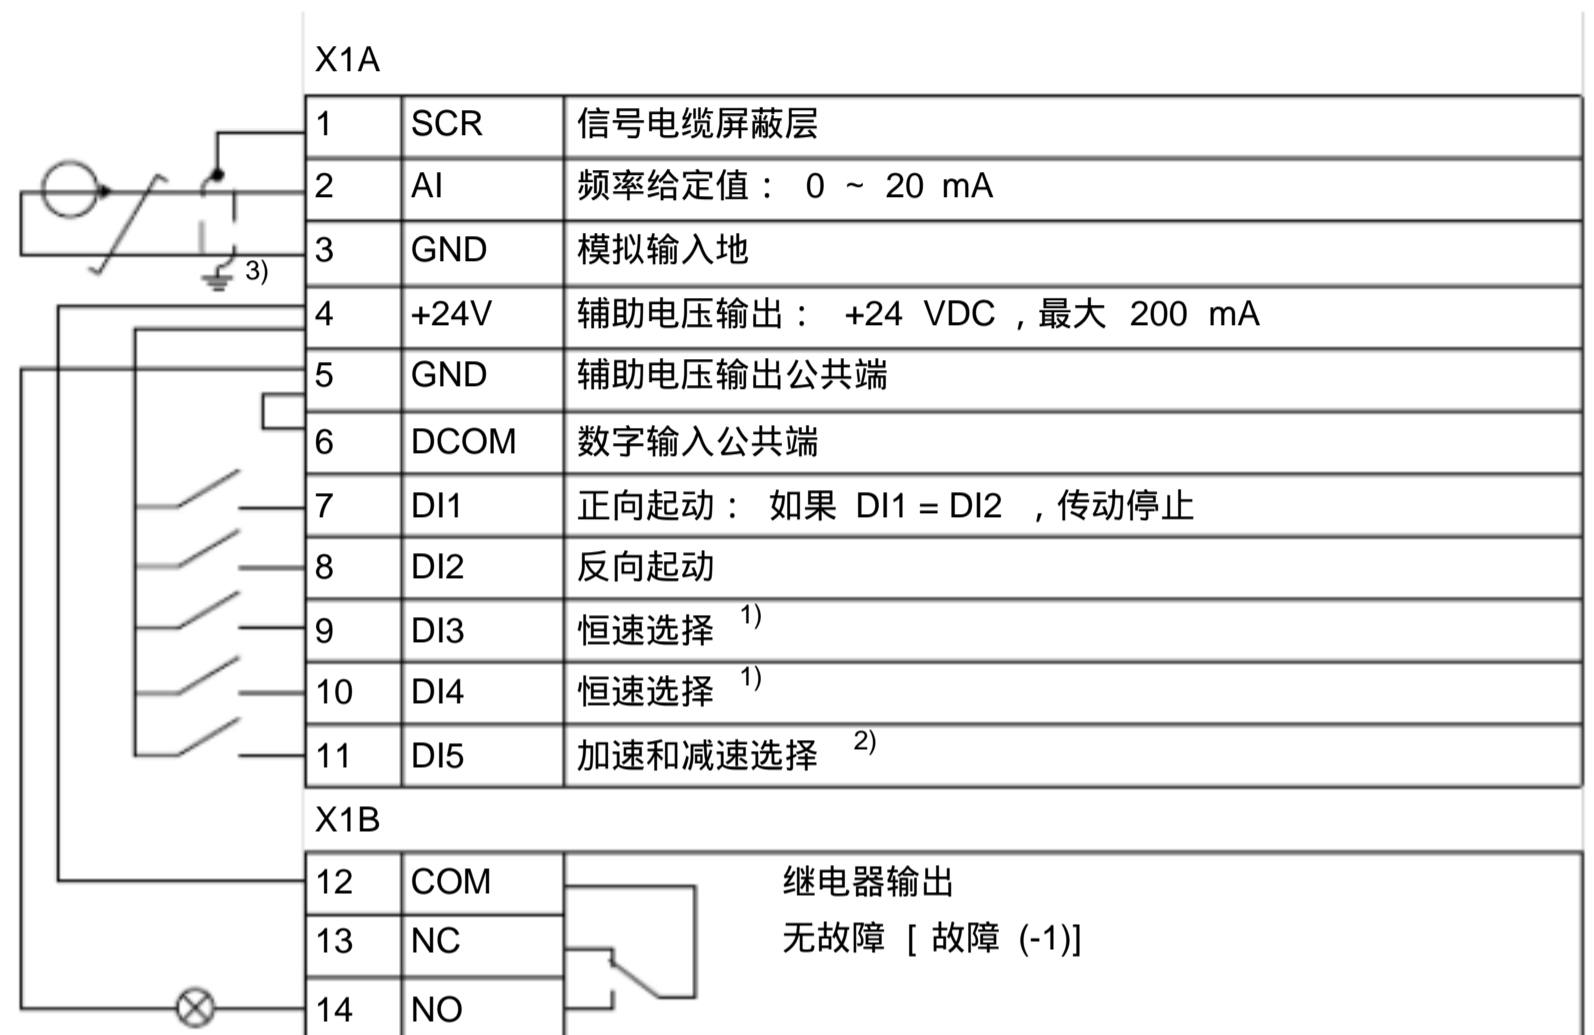 X1A
1 SCR 信号电缆屏蔽层
2 AI 频率给定值： 0 ~ 20 mA
3 GND 模拟输入地
3)
4 +24V 辅助电压输出： +24 VDC ，最大 200 mA
5 GND 辅助电压输出公共端
6 DCOM 数字输入公共端
7 DI1 正向起动： 如果 DI1 = DI2 ，传动停止
8 DI2 反向起动
9 DI3 恒速选择 1)
10 DI4 恒速选择 1)
11 DI5 加速和减速选择 2)
X1B
12 COM 继电器输出
13 NC 无故障 [ 故障 (-1)]
14 NO